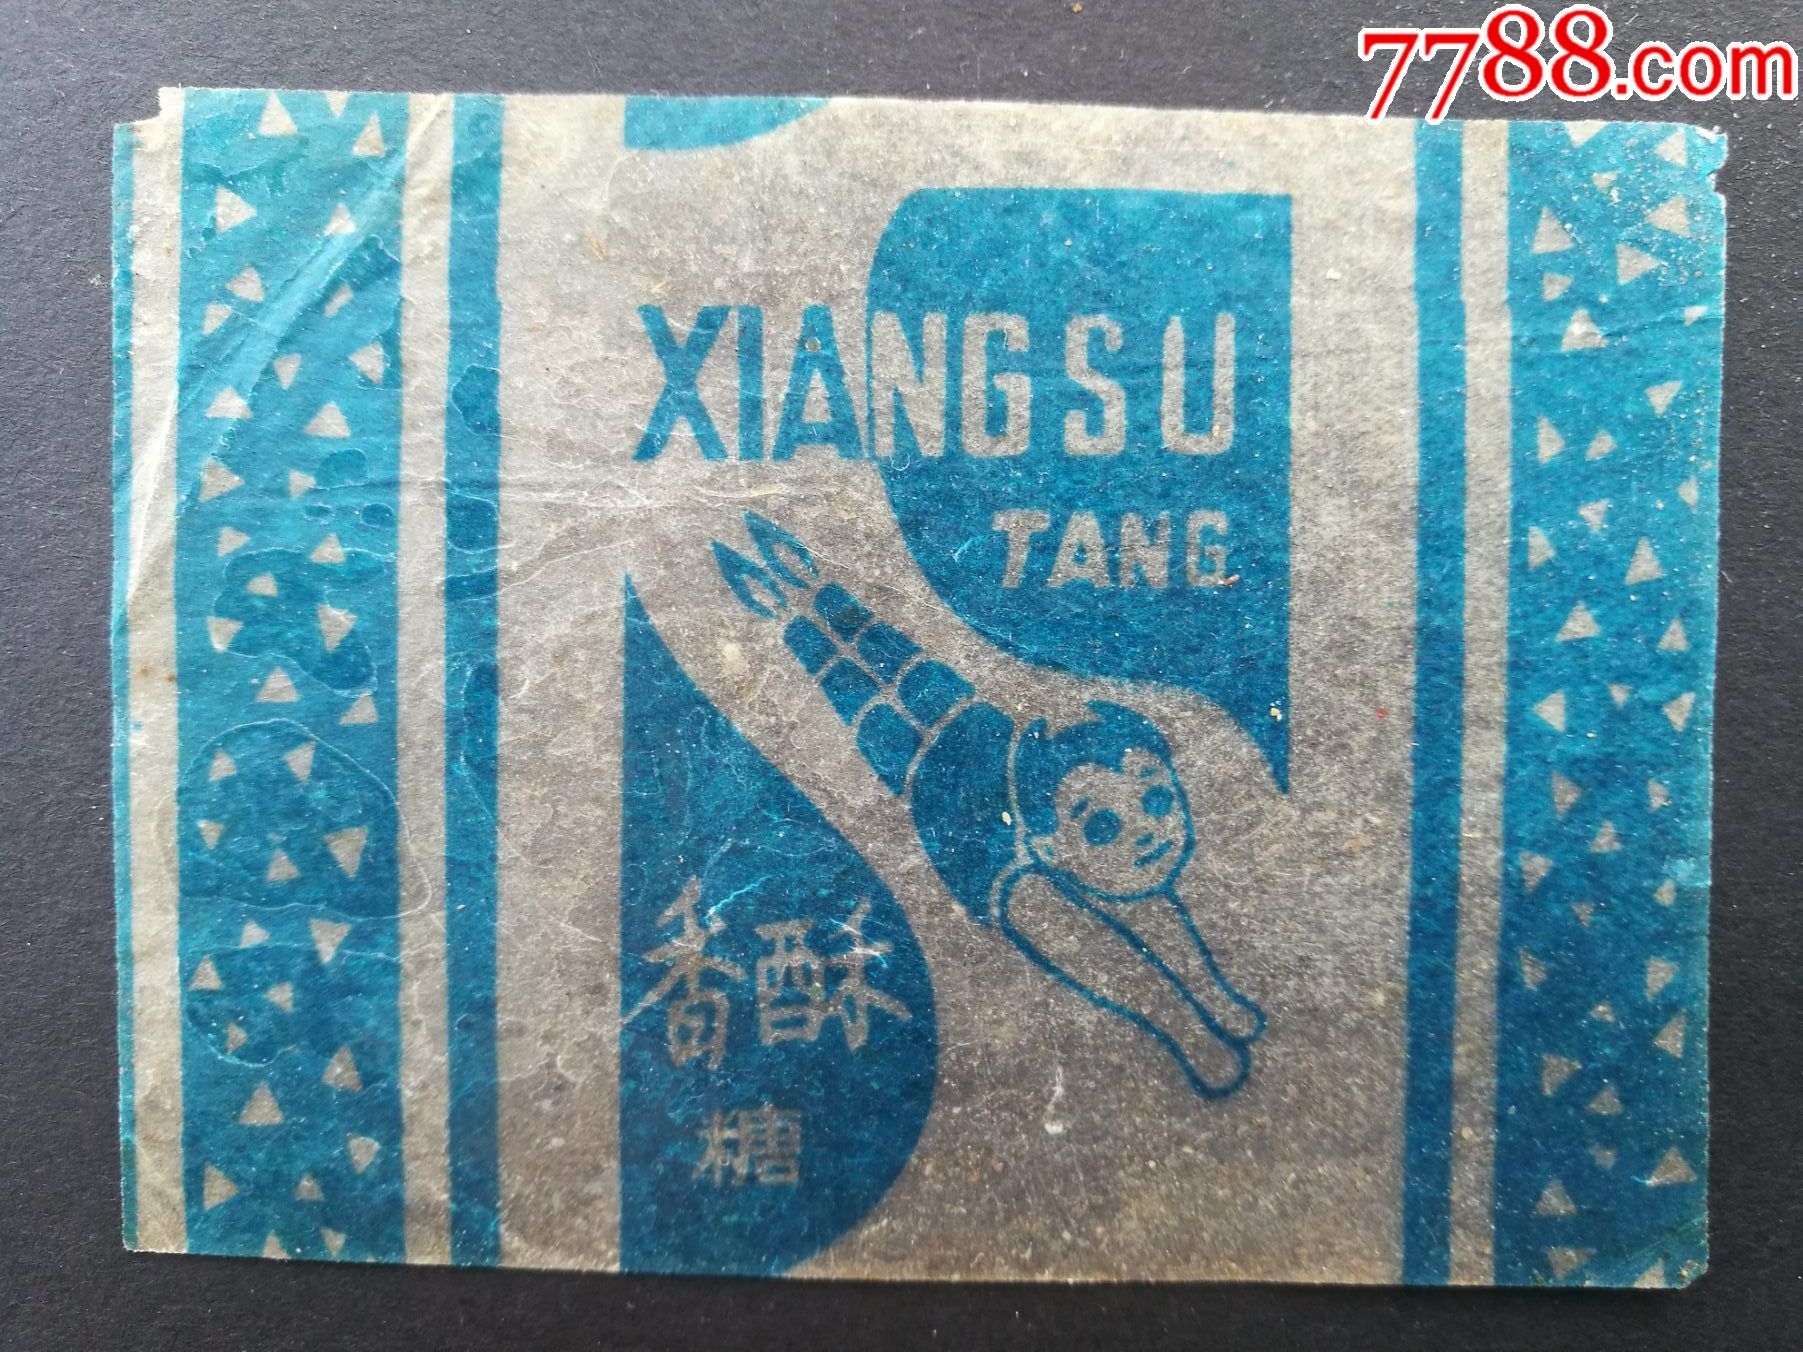 7788.com
XIANGSU
TANG
香酥
糖